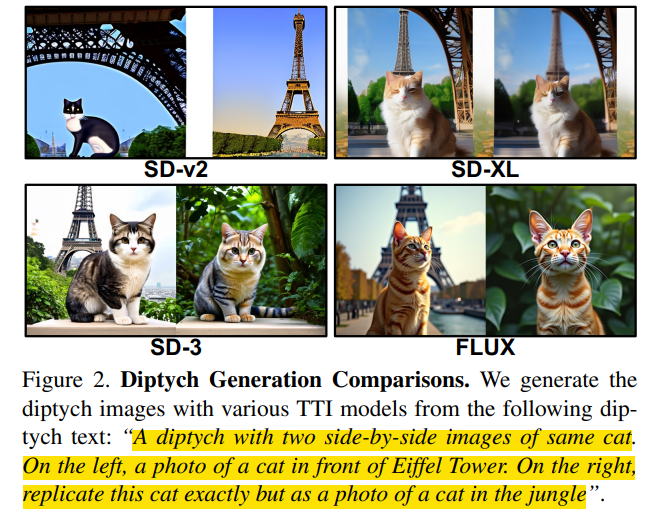 SD-v2
SD-XL
SD-3
FLUX
Figure 2. Diptych Generation Comparisons. We generate the
diptych images with various TTI models from the following dip-
tych text: “A diptych with two side-by-side images of same cat.
On the left, a photo of a cat in front of Eiffel Tower. On the right,
replicate this cat exactly but as a photo of a cat in the jungle”.